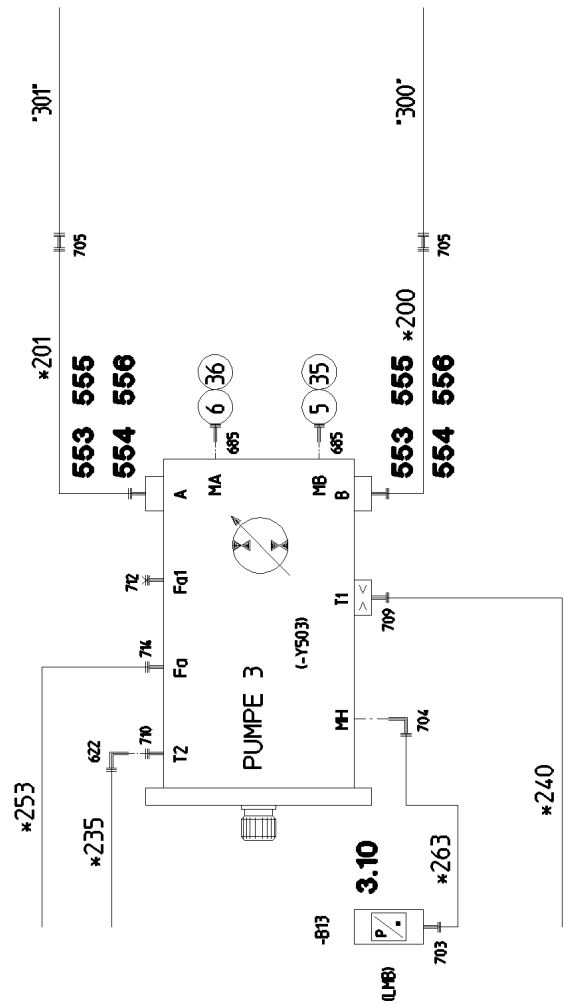 "301"
"300"
705
705
*201
*200
553 555
554 556
553 555
554 556
6
36
5
35
685
685
A
MA
MB
B
712
Fa1
T1
709
714
Fa
(-Y503)
PUMPE 3
MH
704
622
710
T2
*253
*235
*240
*263
3.10
-B13
P
703
(LMB)